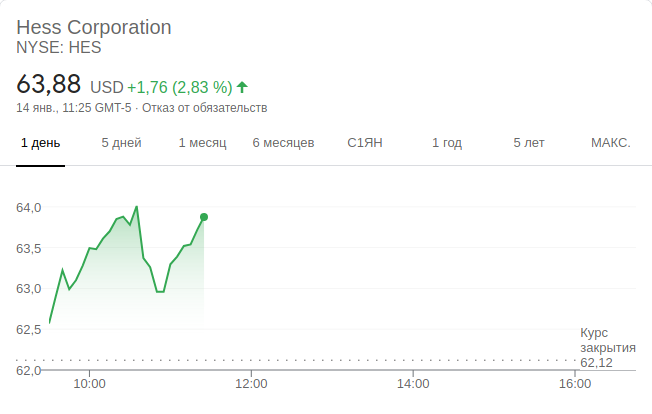 Hess Corporation
NYSE: HES
63,88 USD +1,76 (2,83 %)
14 янв., 11:25 GMT-5 · Отказ от обязательств
1 день 5 дней 1 месяц 6 месяцев С1ЯН 1 год 5 лет МАКС.
64,0
63,5
63,0
62,5
Курс
закрытия
62,12
62,0
10:00 12:00 14:00 16:00